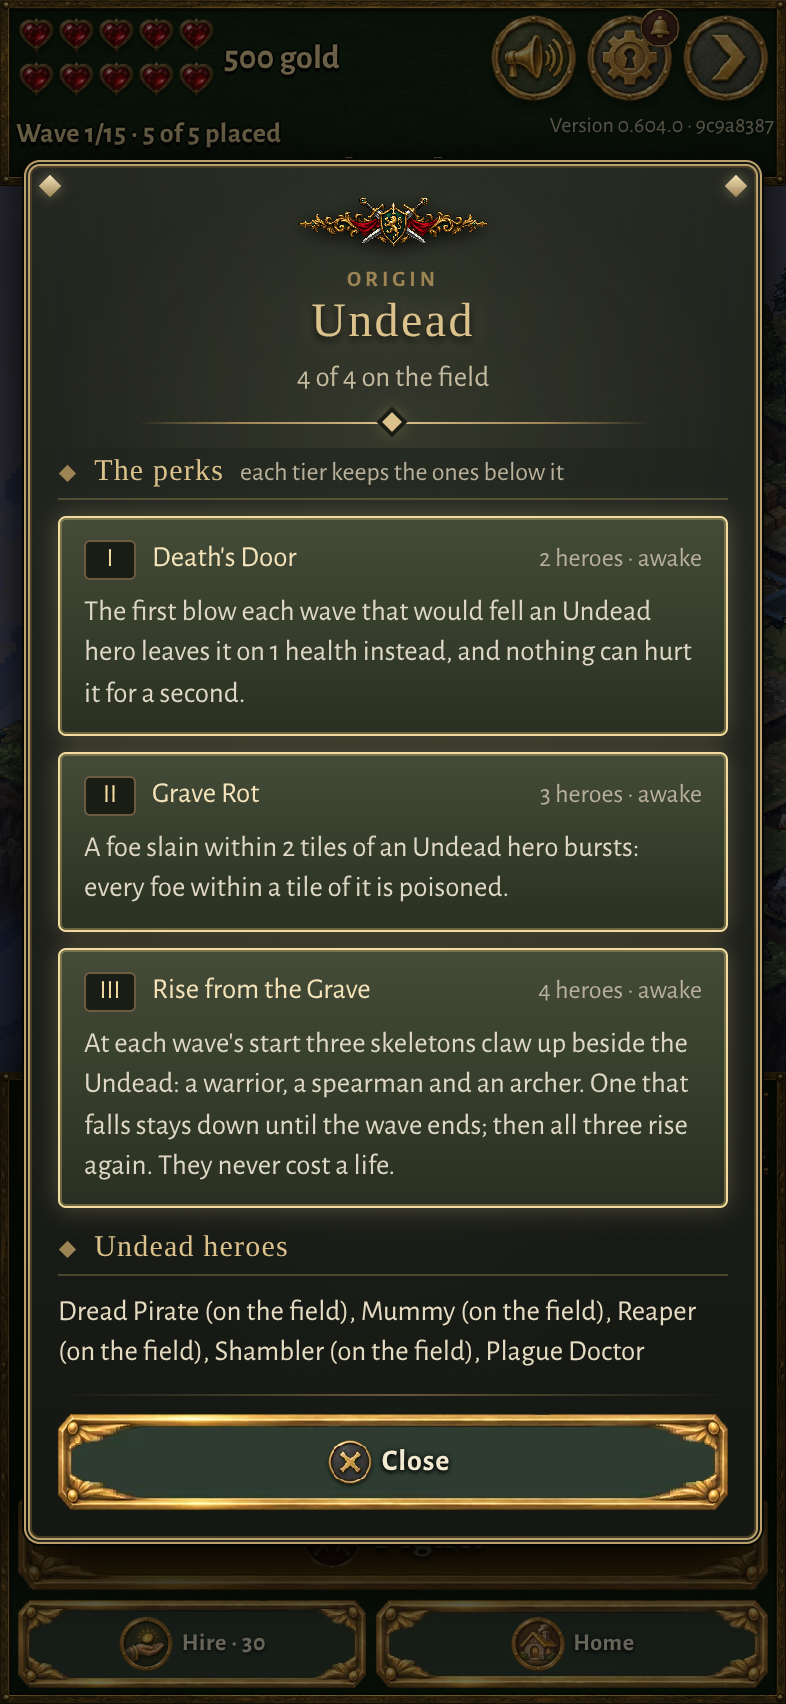 500 gold
Wave 1/15 · 5 of 5 placed
Version 0.604.0 · 9c9a8387
ORIGIN
Undead
4 of 4 on the field
The perks each tier keeps the ones below it
I Death's Door 2 heroes · awake
The first blow each wave that would fell an Undead
hero leaves it on 1 health instead, and nothing can hurt
it for a second.
II Grave Rot 3 heroes · awake
A foe slain within 2 tiles of an Undead hero bursts:
every foe within a tile of it is poisoned.
III Rise from the Grave 4 heroes · awake
At each wave's start three skeletons claw up beside the
Undead: a warrior, a spearman and an archer. One that
falls stays down until the wave ends; then all three rise
again. They never cost a life.
Undead heroes
Dread Pirate (on the field), Mummy (on the field), Reaper
(on the field), Shambler (on the field), Plague Doctor
Close
Hire · 30
Home